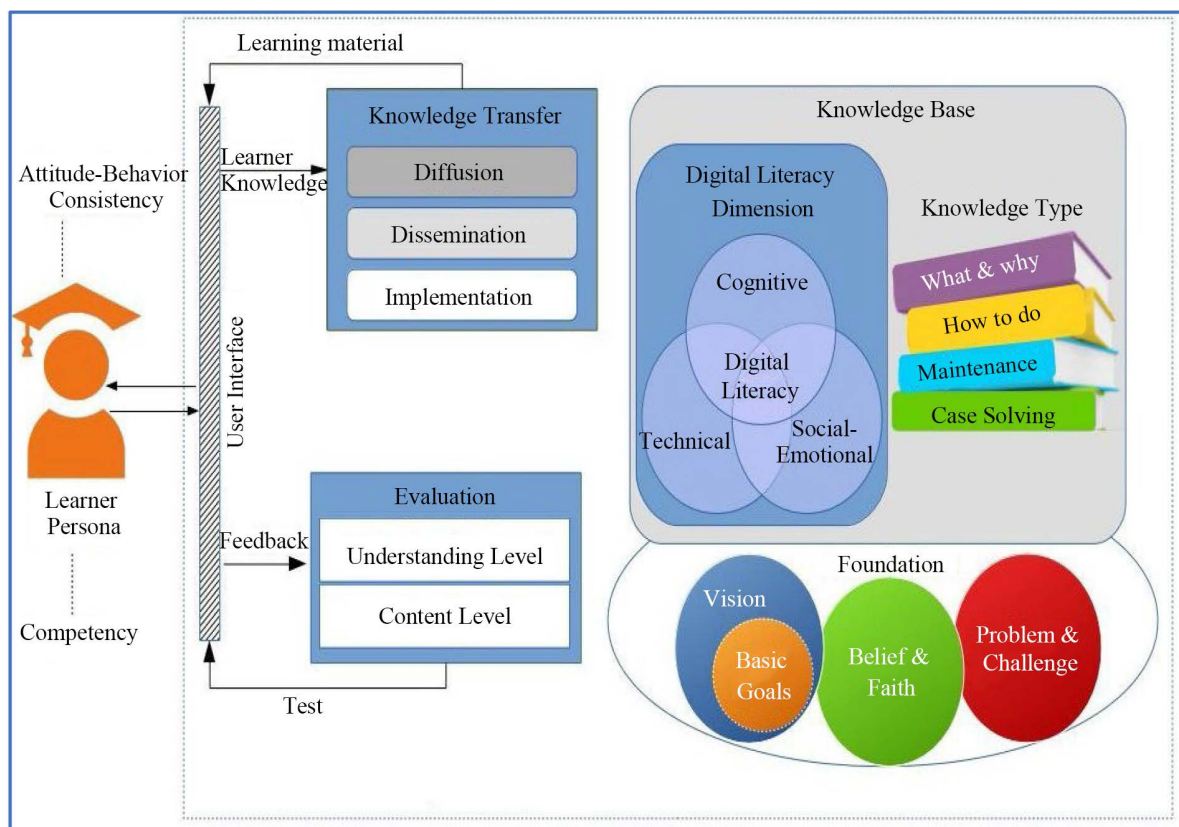 Learning material
Attitude-Behavior
Consistency
Learner
Persona
Competency
User Interface
Learner
Knowledge
Knowledge Transfer
Diffusion
Dissemination
Implementation
Feedback
Evaluation
Understanding Level
Content Level
Test
Knowledge Base
Digital Literacy
Dimension
Cognitive
Digital
Literacy
Technical
Social-
Emotional
Knowledge Type
What & why
How to do
Maintenance
Case Solving
Foundation
Vision
Basic
Goals
Belief &
Faith
Problem &
Challenge